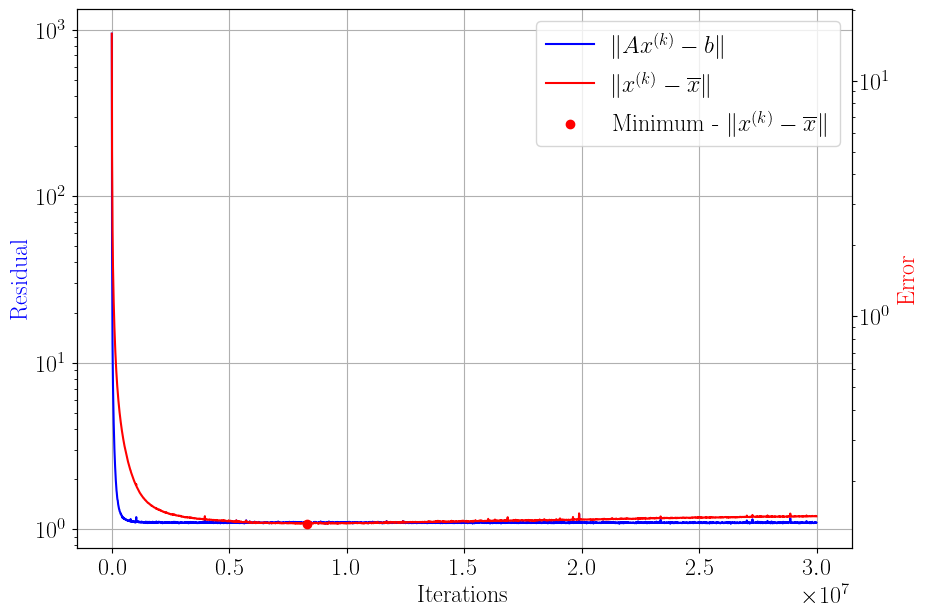 ‖Ax^(k) − b‖
‖x^(k) − x̅‖
Minimum - ‖x^(k) − x̅‖
10^3
10^2
10^1
10^0
Residual
10^1
10^0
Error
0.0 0.5 1.0 1.5 2.0 2.5 3.0
Iterations
×10^7